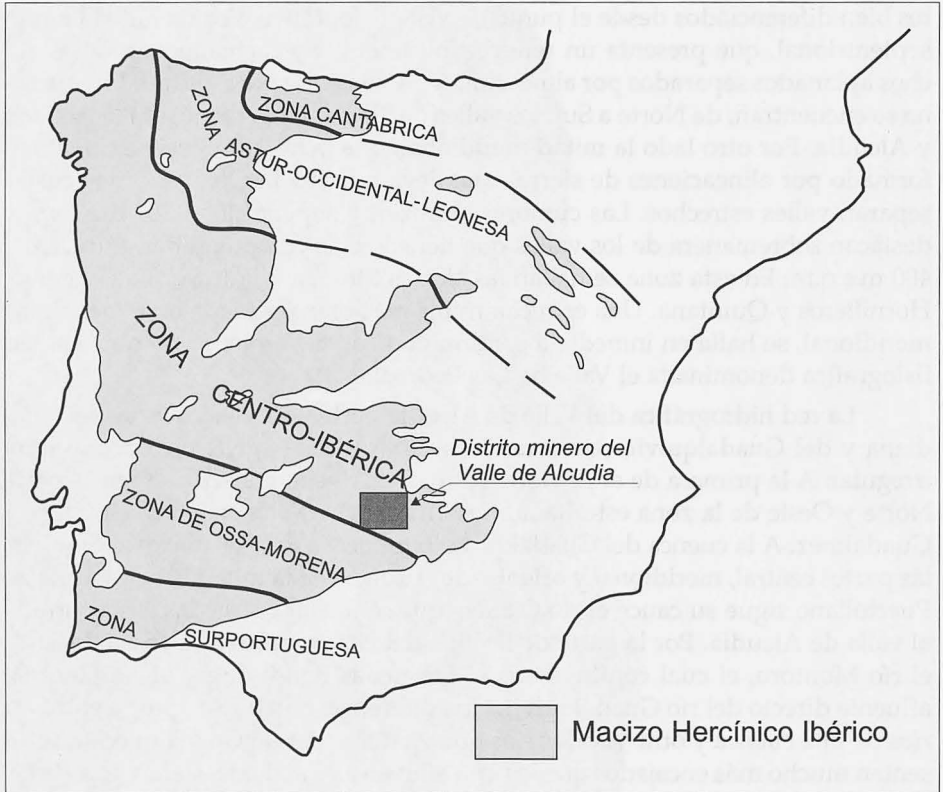 ZONA CANTABRICA
ZONA
ASTUR-OCCIDENTAL-LEONESA
ZONA
CENTRO-IBÉRICA
Distrito minero del
Valle de Alcudia
ZONA DE OSSA-MORENA
ZONA
SURPORTUGUESA
Macizo Hercínico Ibérico